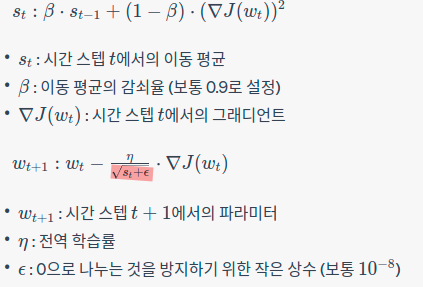 $s_t : \beta \cdot s_{t-1} + (1 - \beta) \cdot (\nabla J(w_t))^2$
• $s_t$ : 시간 스텝 $t$에서의 이동 평균
• $\beta$ : 이동 평균의 감쇠율 (보통 0.9로 설정)
• $\nabla J(w_t)$ : 시간 스텝 $t$에서의 그래디언트
$w_{t+1} : w_t - \frac{\eta}{\sqrt{s_t + \epsilon}} \cdot \nabla J(w_t)$
• $w_{t+1}$ : 시간 스텝 $t + 1$에서의 파라미터
• $\eta$ : 전역 학습률
• $\epsilon$ : 0으로 나누는 것을 방지하기 위한 작은 상수 (보통 $10^{-8}$)